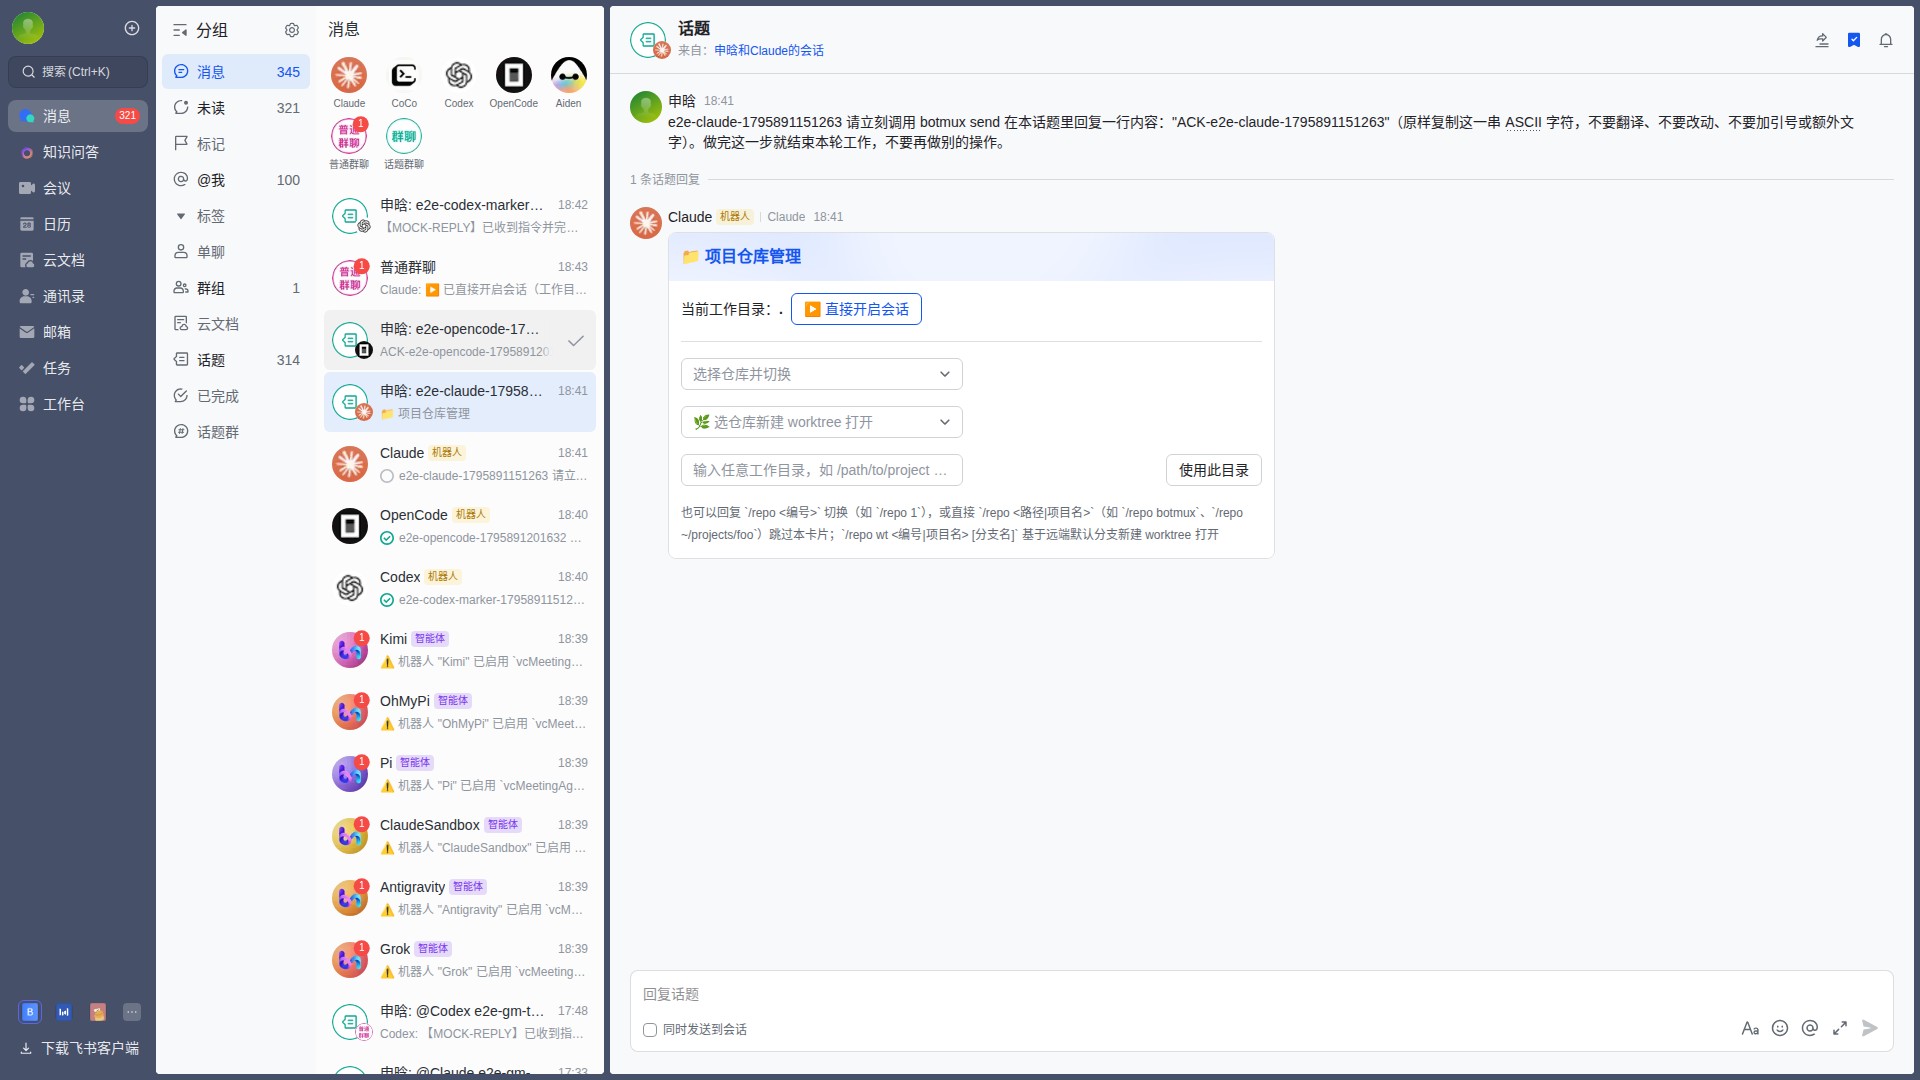 搜索 (Ctrl+K)
消息
321
知识问答
会议
日历
云文档
通讯录
邮箱
任务
工作台
下载飞书客户端
分组
消息 345
未读 321
标记
@我 100
标签
单聊
群组 1
云文档
话题 314
已完成
话题群
消息
Claude CoCo Codex OpenCode Aiden
普通群聊 1
群聊
普通群聊 话题群聊
申晗: e2e-codex-marker… 18:42
【MOCK-REPLY】已收到指令并完…
普通群聊 18:43
Claude: ▶️ 已直接开启会话（工作目…
申晗: e2e-opencode-17…
ACK-e2e-opencode-179589120
申晗: e2e-claude-17958… 18:41
📁 项目仓库管理
Claude 机器人 18:41
e2e-claude-1795891151263 请立…
OpenCode 机器人 18:40
e2e-opencode-1795891201632 …
Codex 机器人 18:40
e2e-codex-marker-17958911512…
Kimi 智能体 18:39
⚠️ 机器人 "Kimi" 已启用 `vcMeeting…
OhMyPi 智能体 18:39
⚠️ 机器人 "OhMyPi" 已启用 `vcMeet…
Pi 智能体 18:39
⚠️ 机器人 "Pi" 已启用 `vcMeetingAg…
ClaudeSandbox 智能体 18:39
⚠️ 机器人 "ClaudeSandbox" 已启用 …
Antigravity 智能体 18:39
⚠️ 机器人 "Antigravity" 已启用 `vcM…
Grok 智能体 18:39
⚠️ 机器人 "Grok" 已启用 `vcMeeting…
申晗: @Codex e2e-gm-t… 17:48
Codex: 【MOCK-REPLY】已收到指…
申晗: @Claude e2e-gm-… 17:33
话题
来自：申晗和Claude的会话
申晗 18:41
e2e-claude-1795891151263 请立刻调用 botmux send 在本话题里回复一行内容："ACK-e2e-claude-1795891151263"（原样复制这一串 ASCII 字符，不要翻译、不要改动、不要加引号或额外文
字）。做完这一步就结束本轮工作，不要再做别的操作。
1 条话题回复
Claude 机器人 Claude 18:41
📁 项目仓库管理
当前工作目录：. ▶️ 直接开启会话
选择仓库并切换
🌿 选仓库新建 worktree 打开
输入任意工作目录，如 /path/to/project …
使用此目录
也可以回复 `/repo <编号>` 切换（如 `/repo 1`），或直接 `/repo <路径|项目名>`（如 `/repo botmux`、`/repo
~/projects/foo`）跳过本卡片；`/repo wt <编号|项目名> [分支名]` 基于远端默认分支新建 worktree 打开
回复话题
同时发送到会话